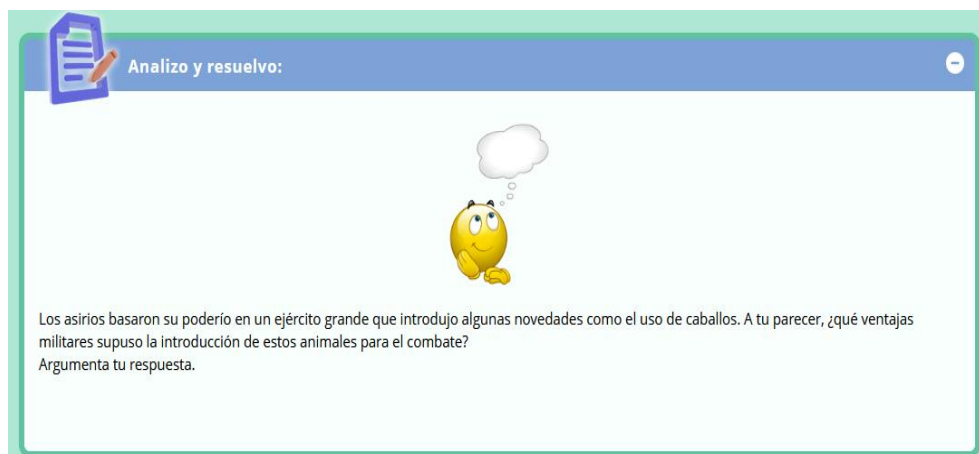 Analizo y resuelvo:
Los asirios basaron su poderío en un ejército grande que introdujo algunas novedades como el uso de caballos. A tu parecer, ¿qué ventajas
militares supuso la introducción de estos animales para el combate?
Argumenta tu respuesta.